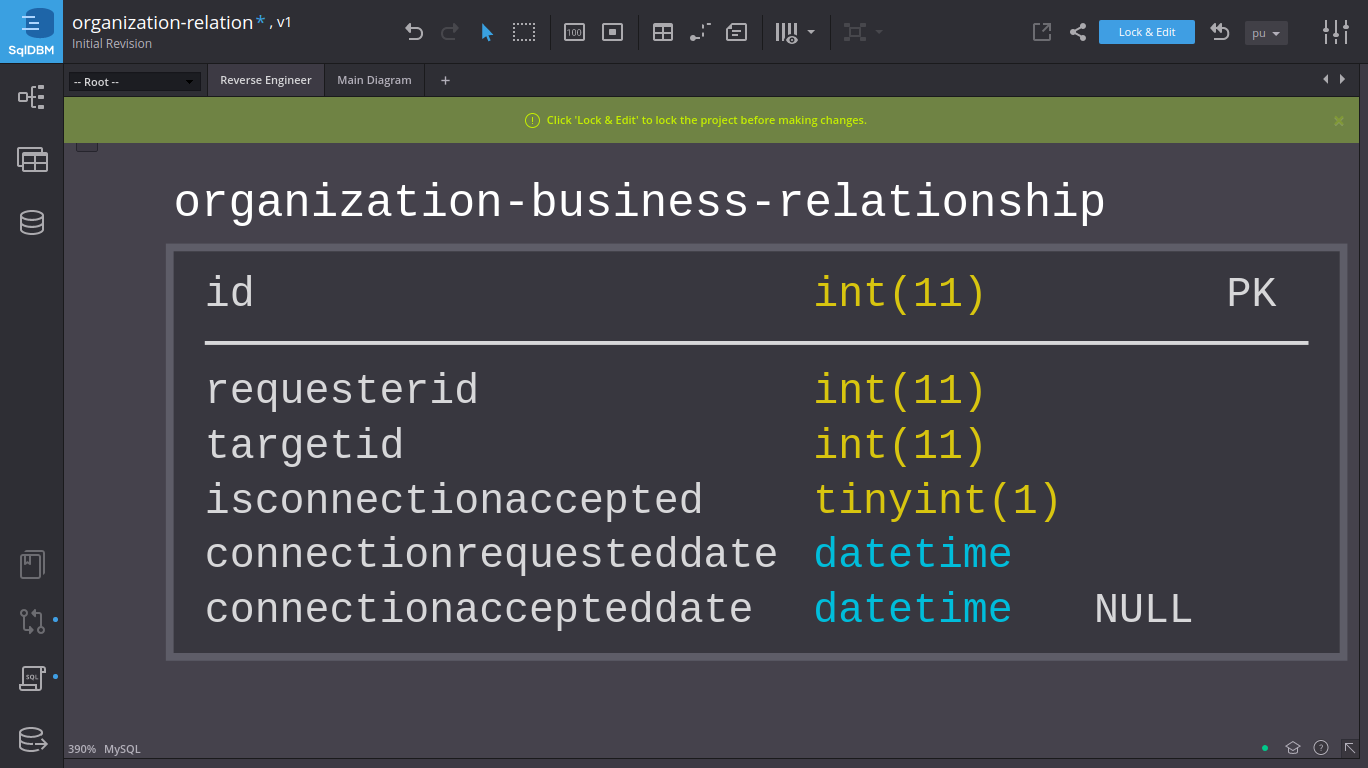 SqlDBM
organization-relation* , v1
Initial Revision
100
Lock & Edit
pu
-- Root --
Reverse Engineer
Main Diagram
+
! Click 'Lock & Edit' to lock the project before making changes.
organization-business-relationship
id int(11) PK
requesterid int(11)
targetid int(11)
isconnectionaccepted tinyint(1)
connectionrequesteddate datetime
connectionaccepteddate datetime NULL
SQL
390% MySQL
?